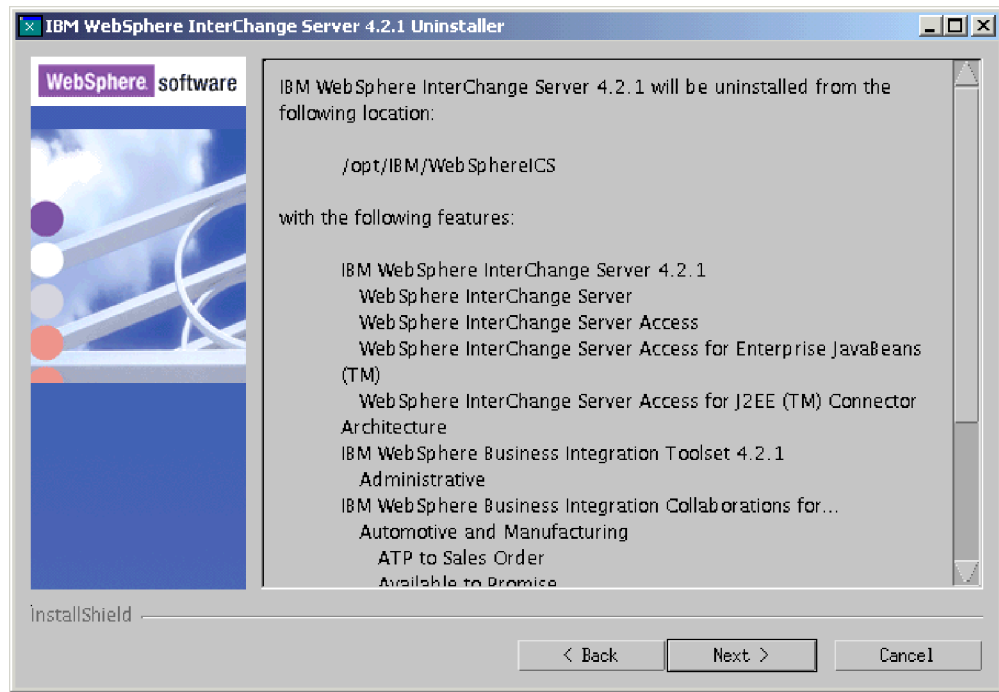 IBM WebSphere InterChange Server 4.2.1 Uninstaller
WebSphere software
IBM WebSphere InterChange Server 4.2.1 will be uninstalled from the
following location:
/opt/IBM/WebSphereICS
with the following features:
IBM WebSphere InterChange Server 4.2.1
WebSphere InterChange Server
WebSphere InterChange Server Access
WebSphere InterChange Server Access for Enterprise JavaBeans
(TM)
WebSphere InterChange Server Access for J2EE (TM) Connector
Architecture
IBM WebSphere Business Integration Toolset 4.2.1
Administrative
IBM WebSphere Business Integration Collaborations for...
Automotive and Manufacturing
ATP to Sales Order
Available to Promise
InstallShield
< Back
Next >
Cancel